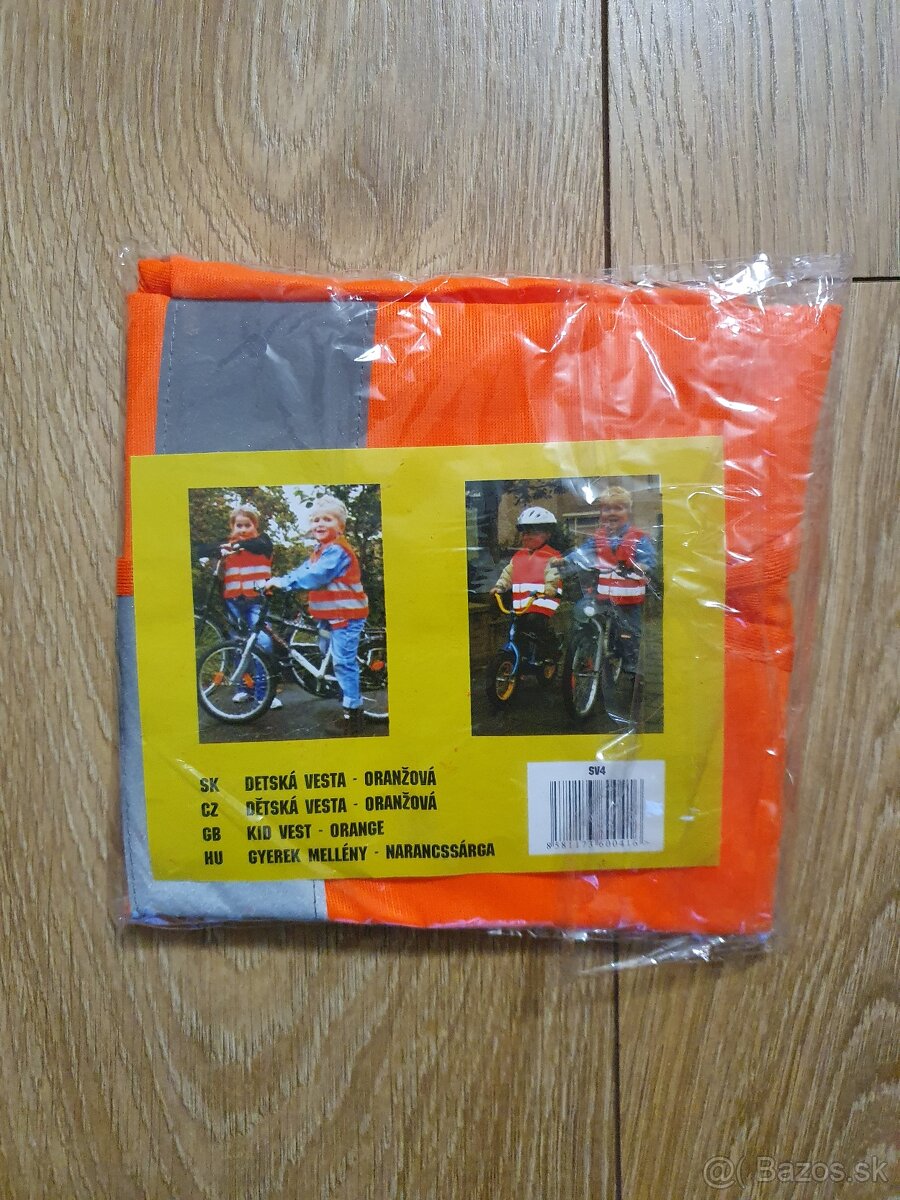 SK DETSKÁ VESTA - ORANŽOVÁ
CZ DĚTSKÁ VESTA - ORANŽOVÁ
GB KID VEST - ORANGE
HU GYEREK MELLÉNY - NARANCSSÁRGA
SV4
@( Bazos.sk